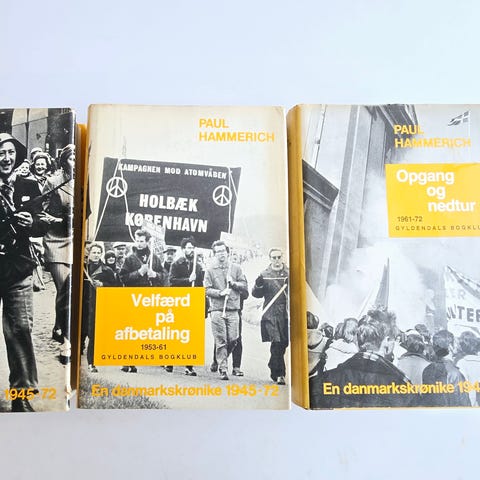 1945-72
PAUL
HAMMERICH
KAMPAGNEN MOD ATOMVÅBEN
HOLBÆK
KØBENHAVN
Velfærd
på
afbetaling
1953-61
GYLDENDALS BOGKLUB
En danmarkskrønike 1945-72
PAUL
HAMMERICH
Opgang
og
nedtur
1961-72
GYLDENDALS BOGKLUB
En danmarkskrønike 194